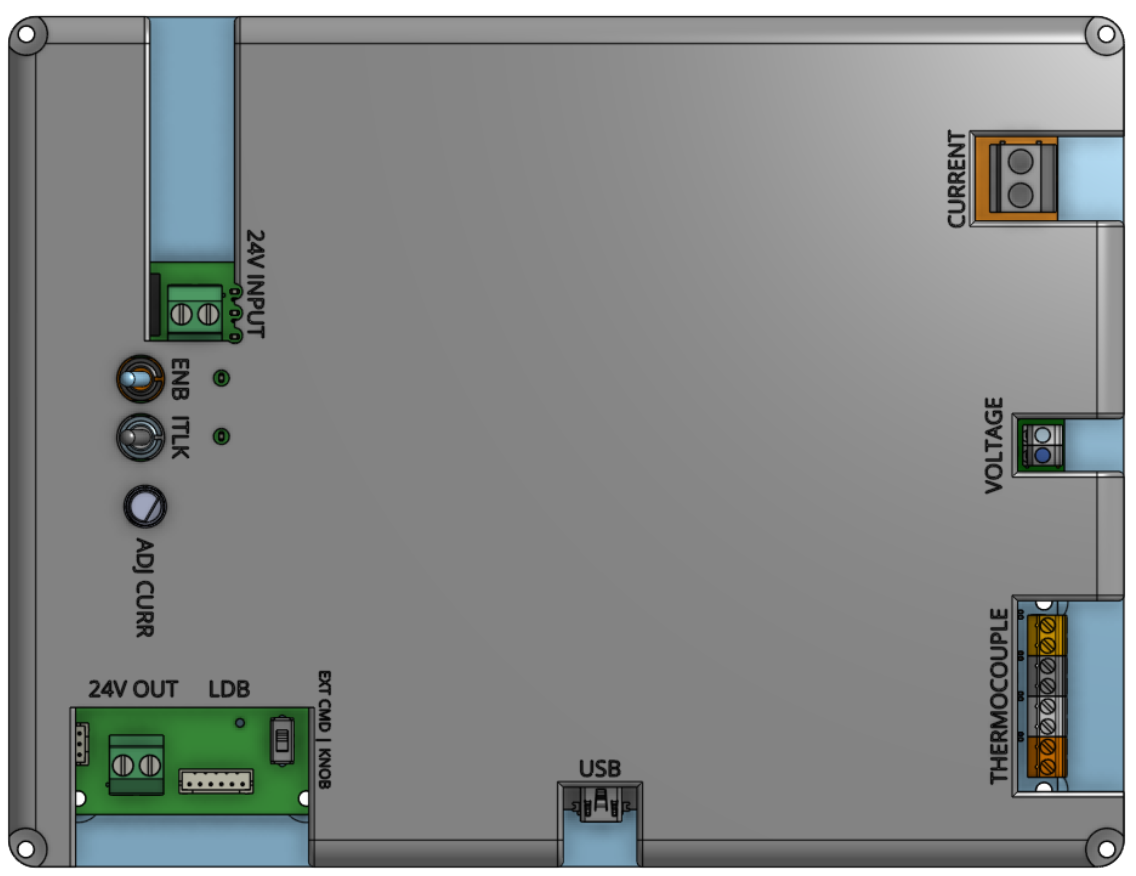 CURRENT
24V INPUT
ENB
ITLK
VOLTAGE
ADJ CURR
THERMOCOUPLE
24V OUT LDB
EXT CMD | KNOB
USB